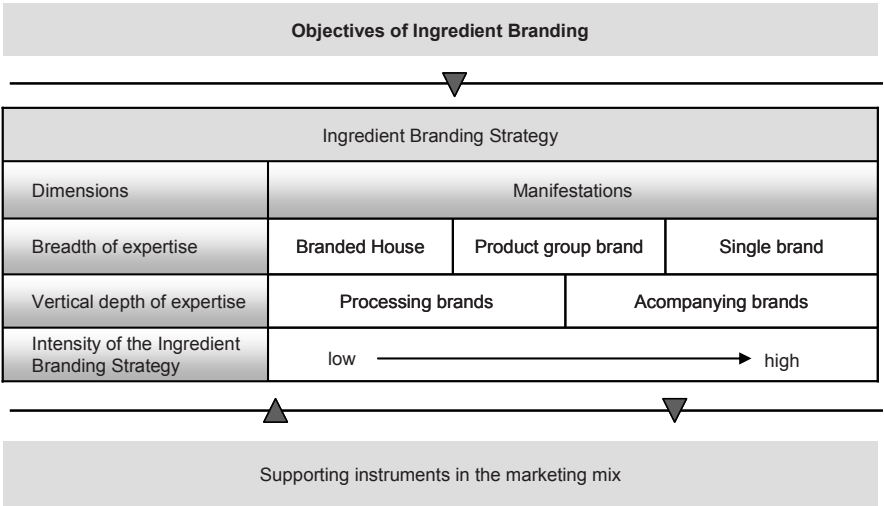 Objectives of Ingredient Branding
Ingredient Branding Strategy
Dimensions
Manifestations
Breadth of expertise
Branded House
Product group brand
Single brand
Vertical depth of expertise
Processing brands
Acompanying brands
Intensity of the Ingredient
Branding Strategy
low
high
Supporting instruments in the marketing mix